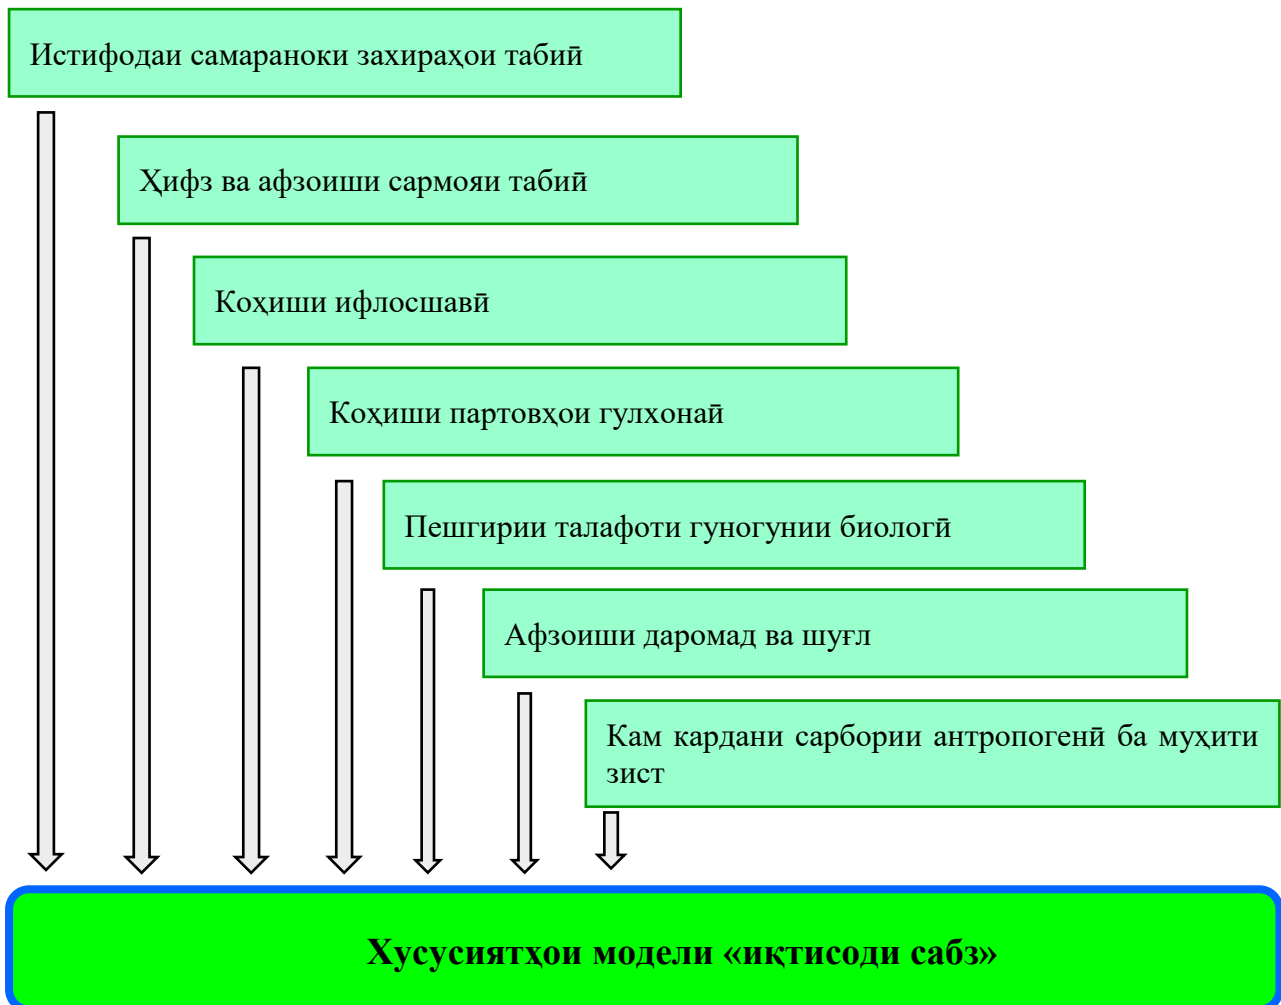 Истифодаи самараноки захираҳои табиӣ
Ҳифз ва афзоиши сармояи табиӣ
Коҳиши ифлосшавӣ
Коҳиши партовҳои гулхонаӣ
Пешгирии талафоти гуногунии биологӣ
Афзоиши даромад ва шуғл
Кам кардани сарбории антропогенӣ ба муҳити
зист
Хусусиятҳои модели «иқтисоди сабз»